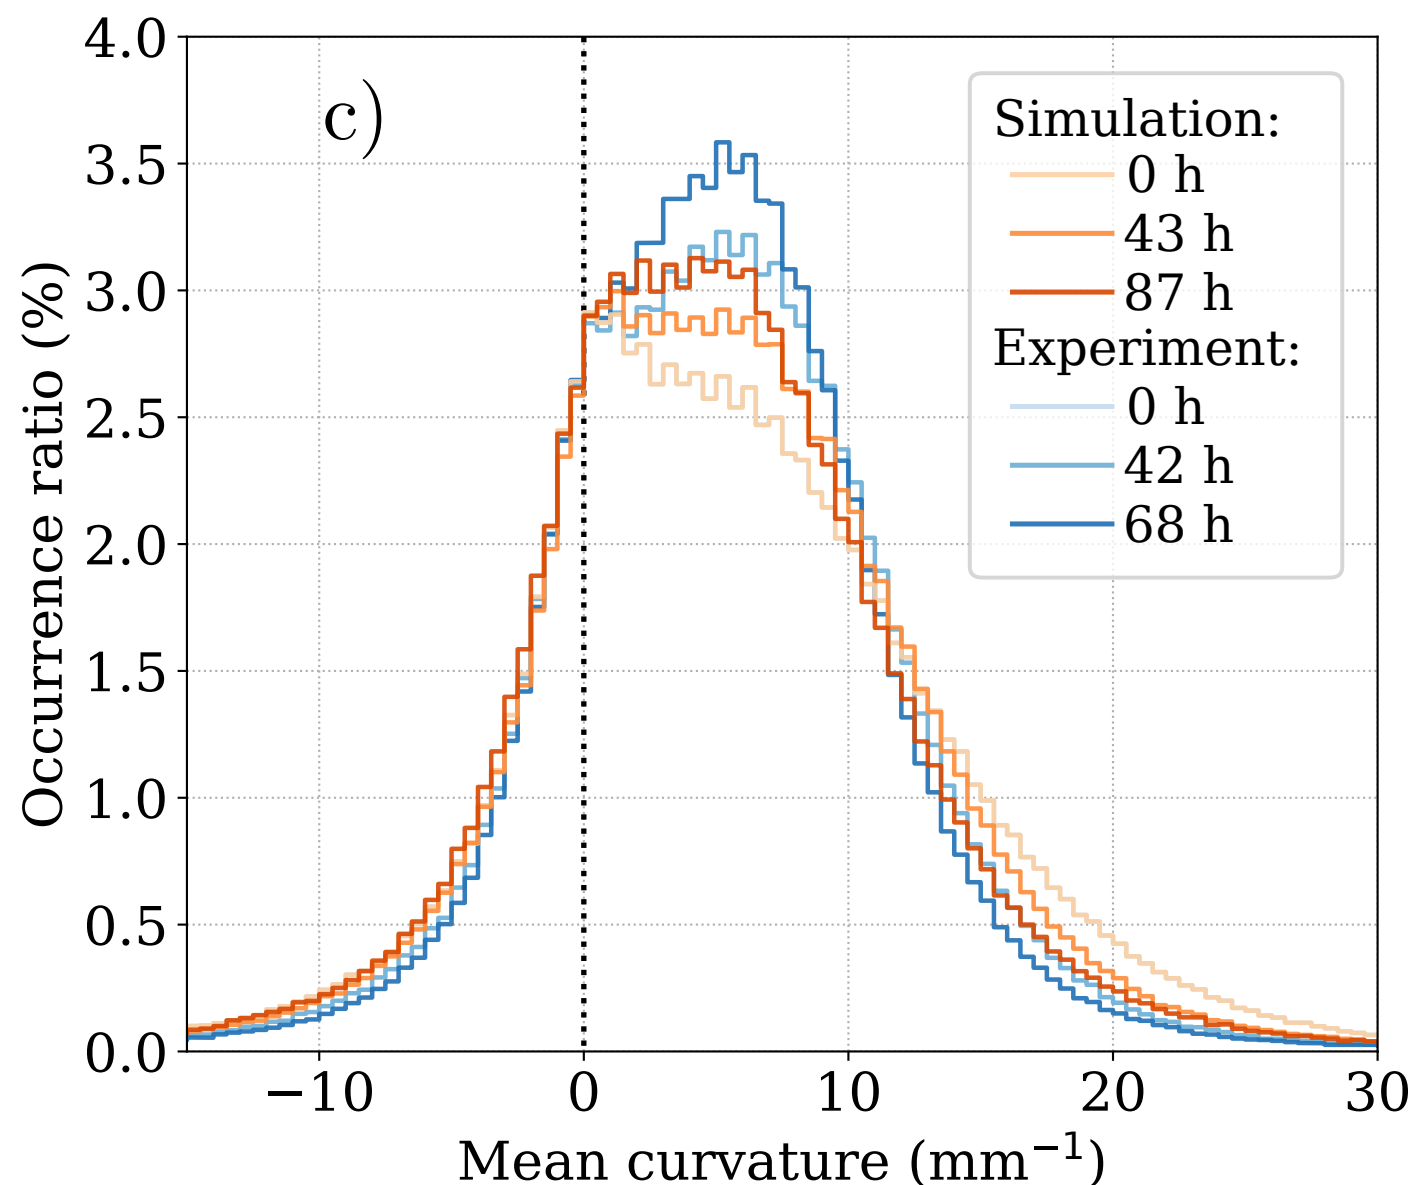 c)
Simulation:
0 h
43 h
87 h
Experiment:
0 h
42 h
68 h
Occurrence ratio (%)
4.0
3.5
3.0
2.5
2.0
1.5
1.0
0.5
0.0
−10 0 10 20 30
Mean curvature (mm⁻¹)